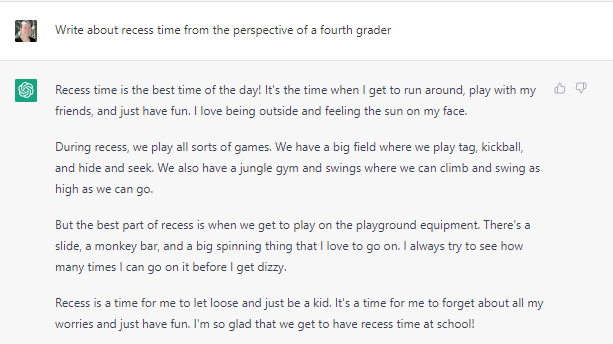 Write about recess time from the perspective of a fourth grader
Recess time is the best time of the day! It's the time when I get to run around, play with my
friends, and just have fun. I love being outside and feeling the sun on my face.
During recess, we play all sorts of games. We have a big field where we play tag, kickball,
and hide and seek. We also have a jungle gym and swings where we can climb and swing as
high as we can go.
But the best part of recess is when we get to play on the playground equipment. There's a
slide, a monkey bar, and a big spinning thing that I love to go on. I always try to see how
many times I can go on it before I get dizzy.
Recess is a time for me to let loose and just be a kid. It's a time for me to forget about all my
worries and just have fun. I'm so glad that we get to have recess time at school!